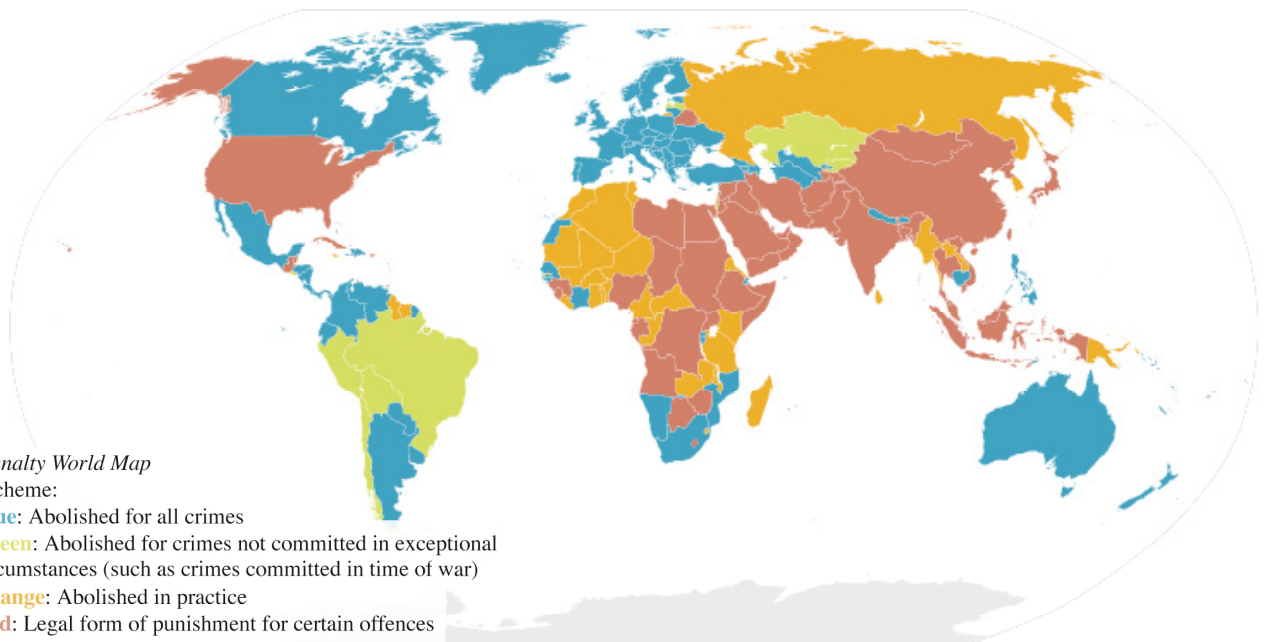 nalty World Map
cheme:
ue: Abolished for all crimes
een: Abolished for crimes not committed in exceptional
cumstances (such as crimes committed in time of war)
ange: Abolished in practice
d: Legal form of punishment for certain offences